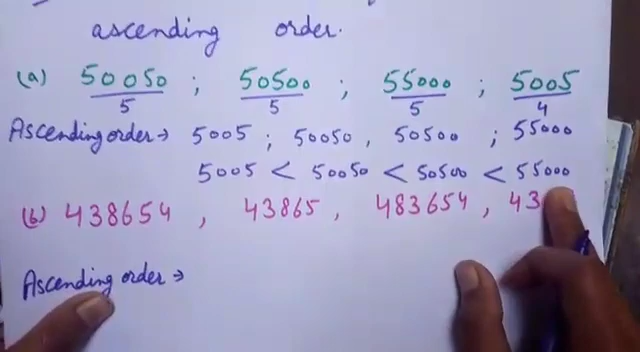 ascending order.
(a) 50050 ; 50500 ; 55000 ; 5005
5 5 5 4
Ascending order → 5005 ; 50050 , 50500 ; 55000
5005 < 50050 < 50500 < 55000
(b) 438654 , 43865 , 483654 ,
Ascending order →